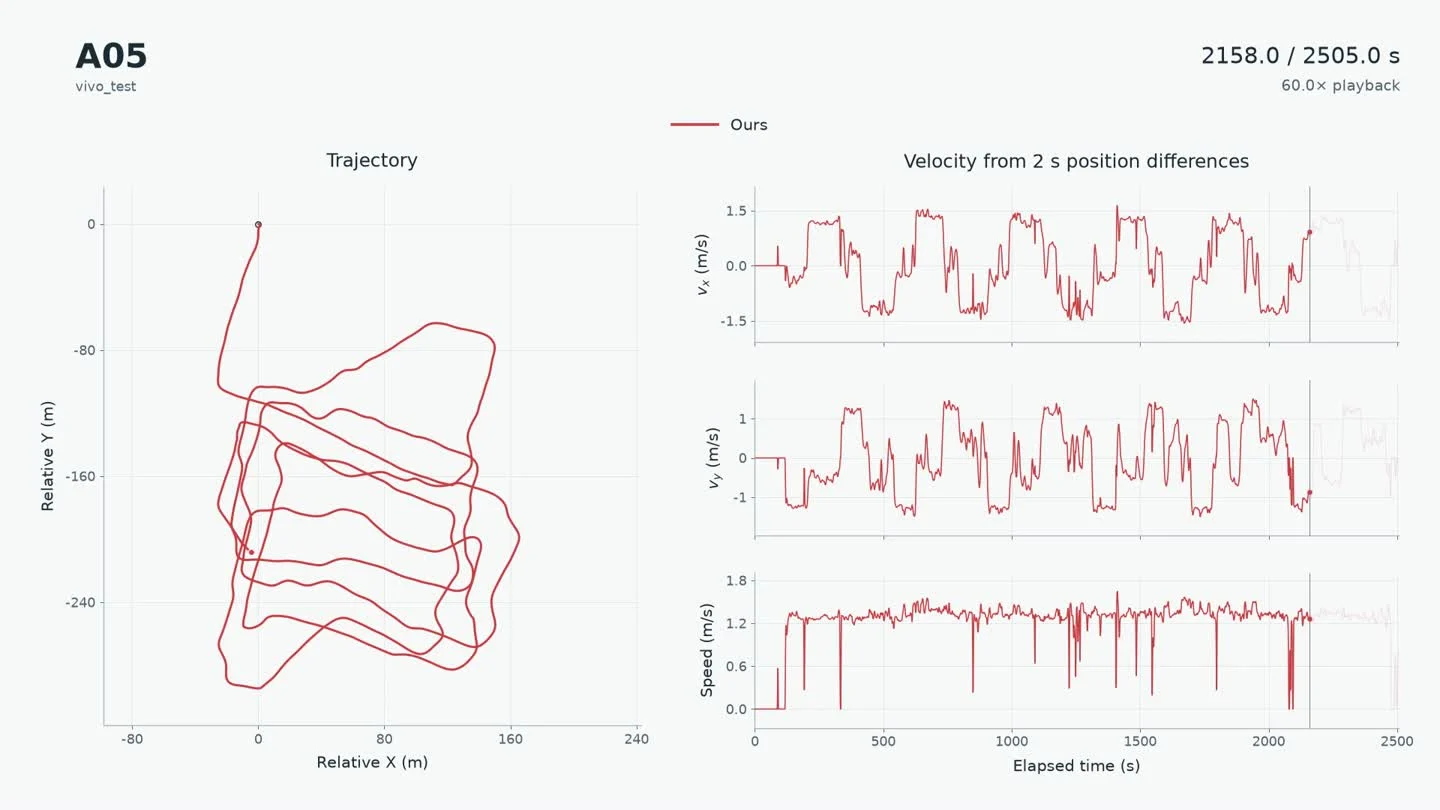 A05
vivo_test
2158.0 / 2505.0 s
60.0× playback
Ours
Trajectory
0
-80
-160
-240
Relative Y (m)
-80
0
80
160
240
Relative X (m)
Velocity from 2 s position differences
1.5
0.0
-1.5
vₓ (m/s)
1
0
-1
v_y (m/s)
1.8
1.2
0.6
0.0
Speed (m/s)
0
500
1000
1500
2000
2500
Elapsed time (s)